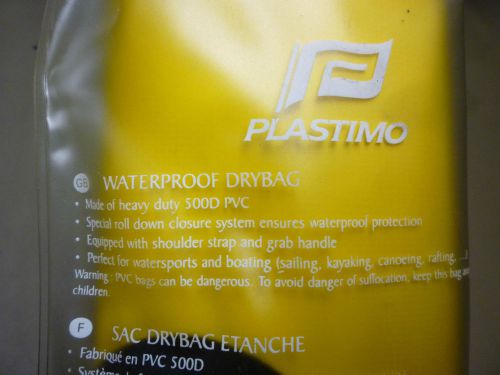 PLASTIMO
GB WATERPROOF DRYBAG
• Made of heavy duty 500D PVC
• Special roll down closure system ensures waterproof protection
• Equipped with shoulder strap and grab handle
• Perfect for watersports and boating (sailing, kayaking, canoeing, rafting, ...)
Warning : PVC bags can be dangerous. To avoid danger of suffocation, keep this bag
children.
F SAC DRYBAG ETANCHE
• Fabriqué en PVC 500D